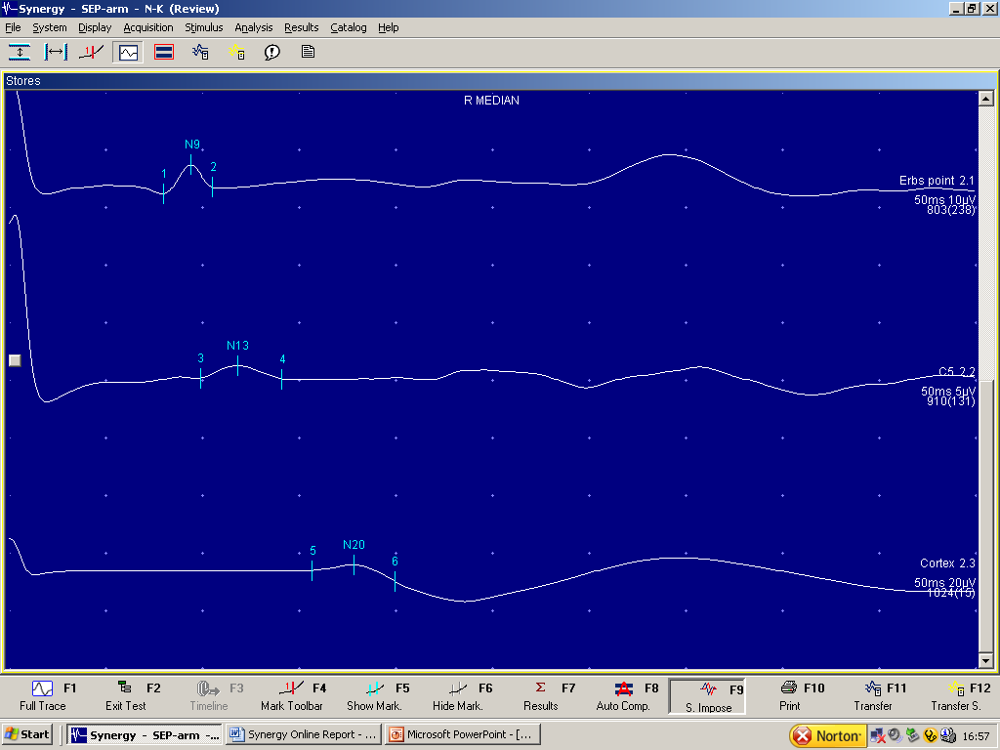 Synergy - SEP-arm - N-K (Review)
File System Display Acquisition Stimulus Analysis Results Catalog Help
Stores
R MEDIAN
N9
1
2
Erbs point 2.1
50ms 10µV
803(238)
N13
3
4
C5 2.2
50ms 5µV
910(131)
N20
5
6
Cortex 2.3
50ms 20µV
1024(15)
F1 F2 F3 F4 F5 F6 F7 F8 F9 F10 F11 F12
Full Trace Exit Test Timeline Mark Toolbar Show Mark. Hide Mark. Results Auto Comp. S. Impose Print Transfer Transfer S.
Start Synergy - SEP-arm -... Synergy Online Report - ... Microsoft PowerPoint - [... Norton 16:57